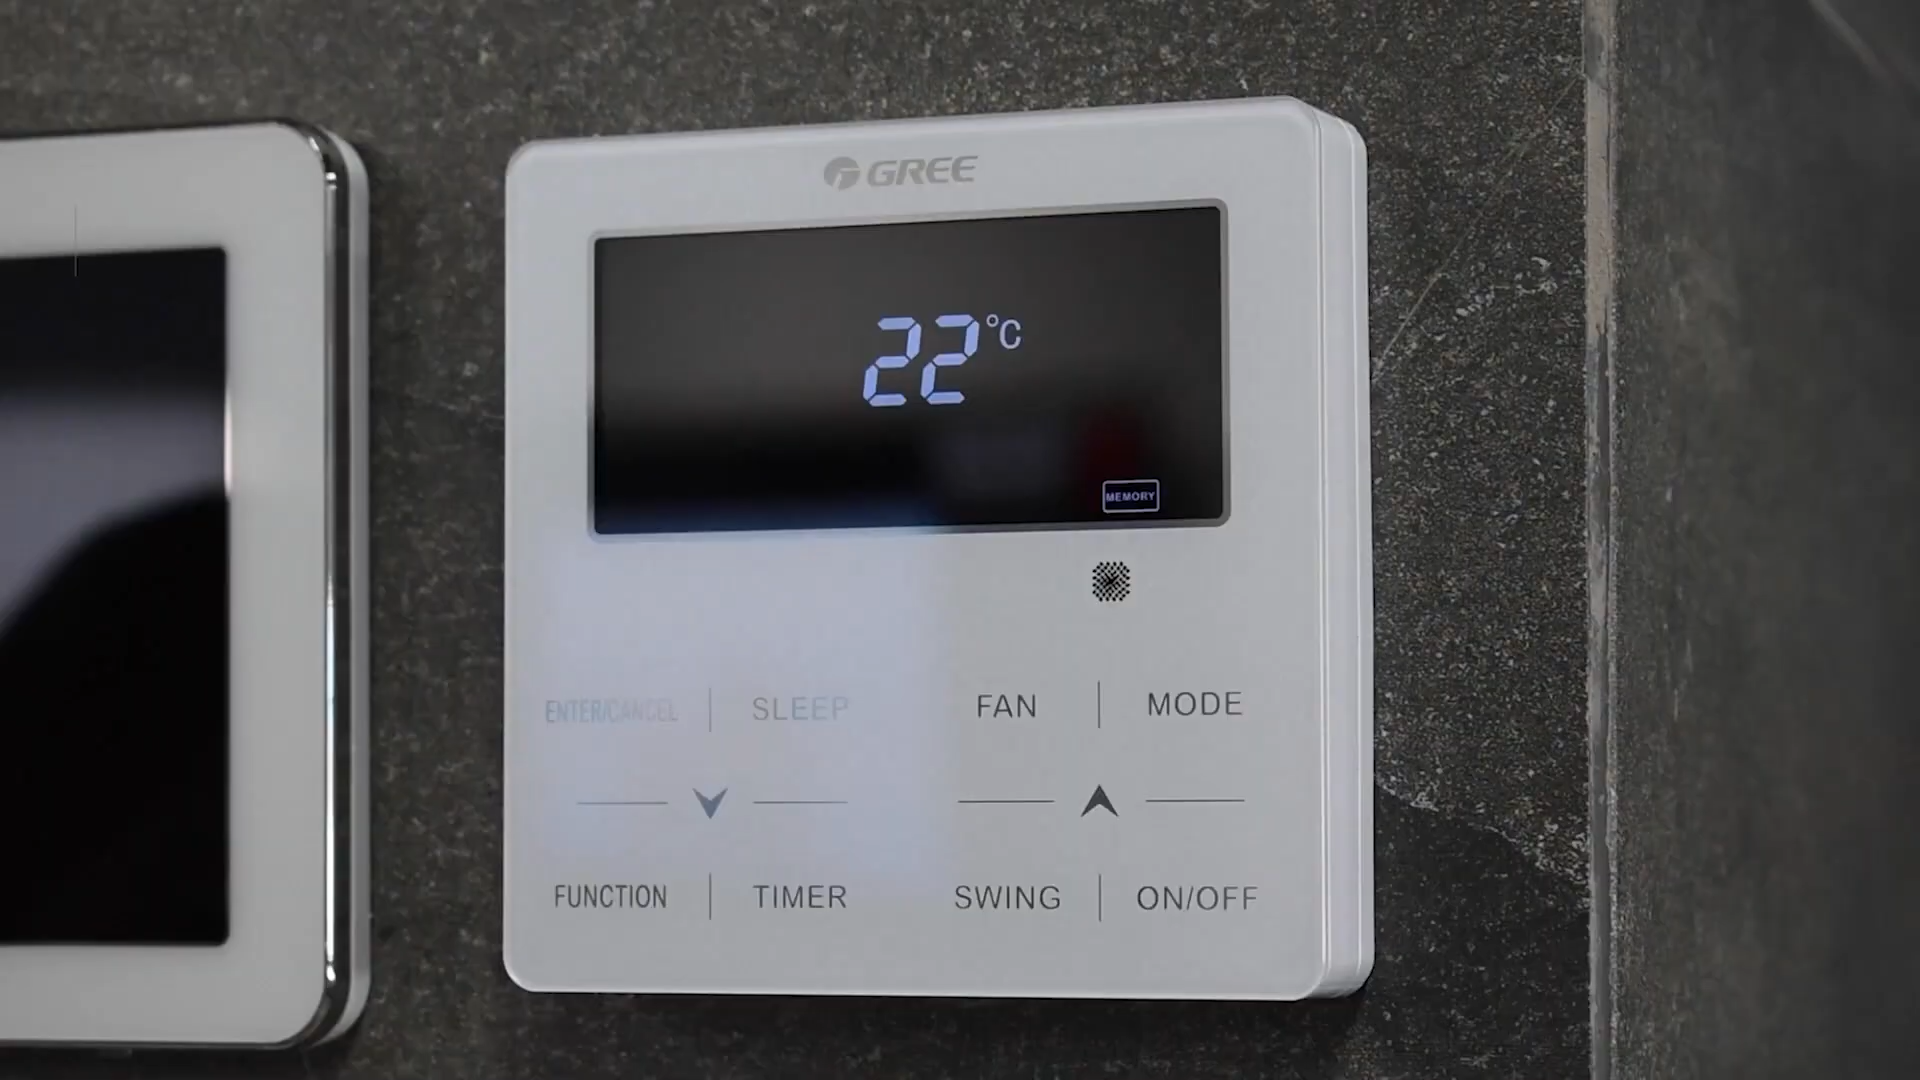 GREE
22°C
MEMORY
ENTER/CANCEL SLEEP FAN MODE
FUNCTION TIMER SWING ON/OFF